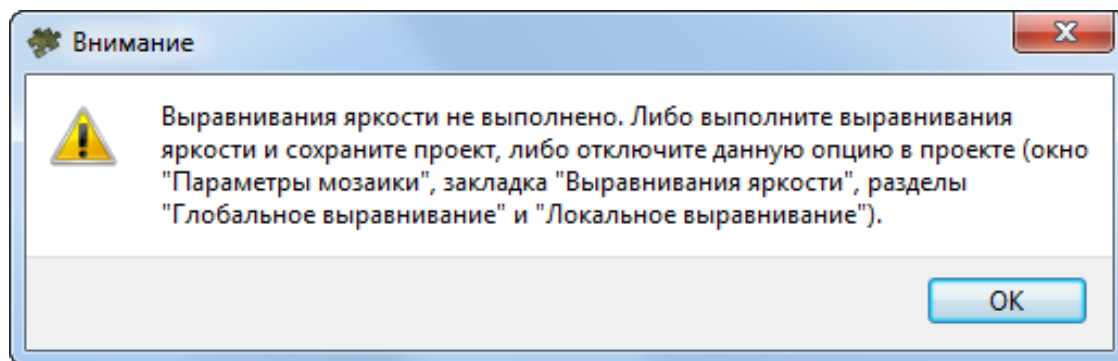 Внимание
Выравнивания яркости не выполнено. Либо выполните выравнивания
яркости и сохраните проект, либо отключите данную опцию в проекте (окно
"Параметры мозаики", закладка "Выравнивания яркости", разделы
"Глобальное выравнивание" и "Локальное выравнивание").
OK